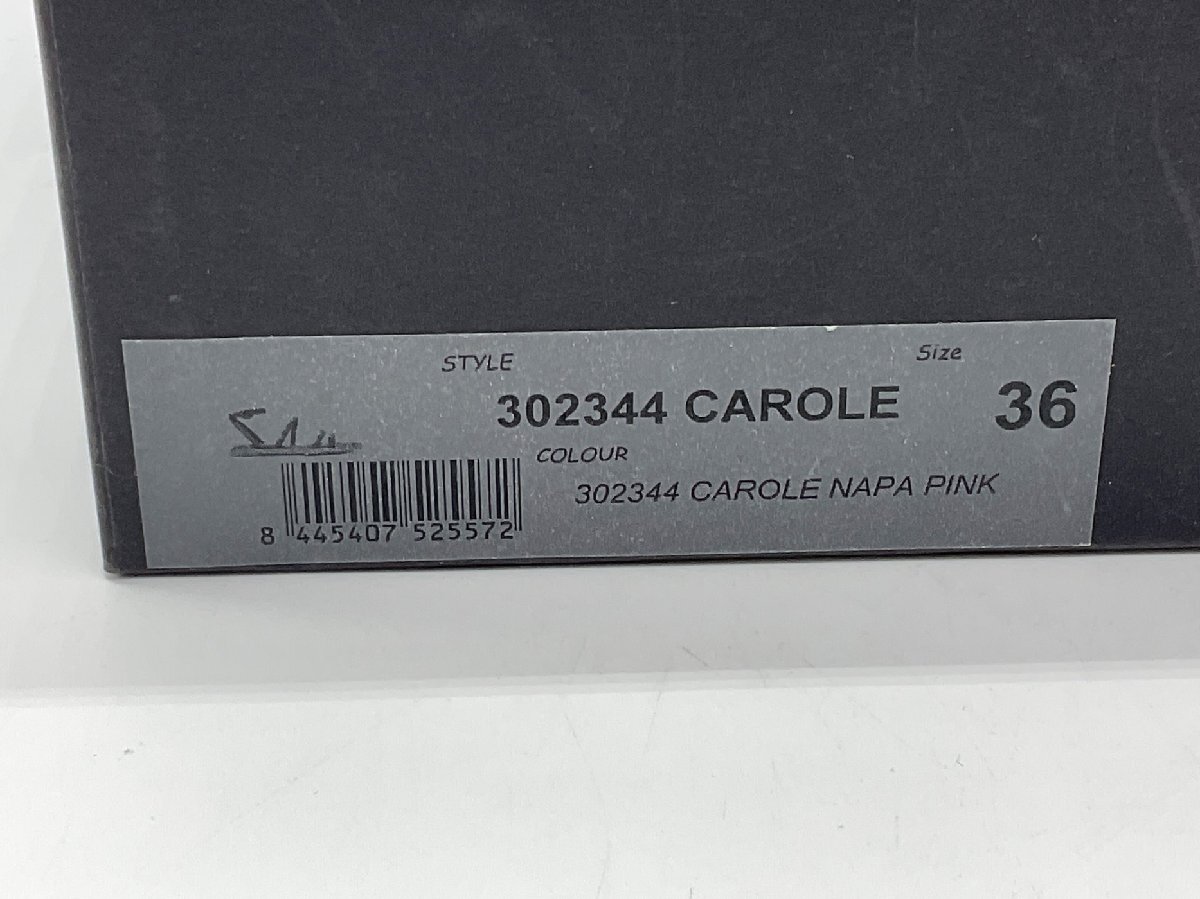 STYLE
Size
302344 CAROLE
36
COLOUR
302344 CAROLE NAPA PINK
8 445407 525572